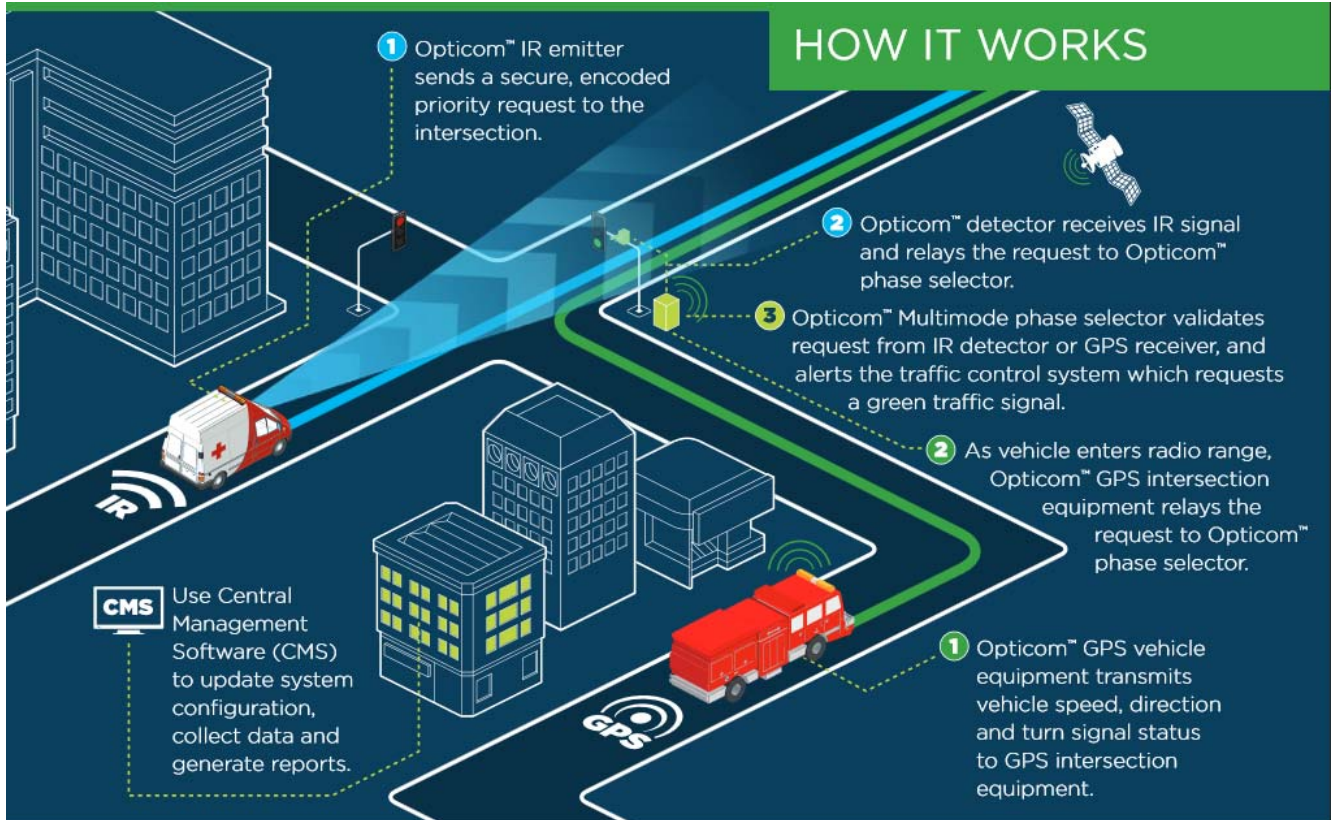 HOW IT WORKS
1 Opticom™ IR emitter
sends a secure, encoded
priority request to the
intersection.
2 Opticom™ detector receives IR signal
and relays the request to Opticom™
phase selector.
3 Opticom™ Multimode phase selector validates
request from IR detector or GPS receiver, and
alerts the traffic control system which requests
a green traffic signal.
2 As vehicle enters radio range,
Opticom™ GPS intersection
equipment relays the
request to Opticom™
phase selector.
1 Opticom™ GPS vehicle
equipment transmits
vehicle speed, direction
and turn signal status
to GPS intersection
equipment.
IR
GPS
CMS
Use Central
Management
Software (CMS)
to update system
configuration,
collect data and
generate reports.